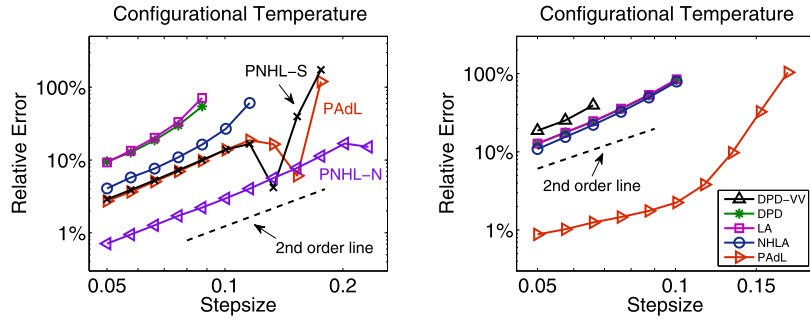 Configurational Temperature
Relative Error
100%
10%
1%
PNHL-S
PAdL
PNHL-N
2nd order line
0.05
0.1
0.2
Stepsize
Configurational Temperature
Relative Error
100%
10%
1%
2nd order line
DPD-VV
DPD
LA
NHLA
PAdL
0.05
0.1
0.15
Stepsize